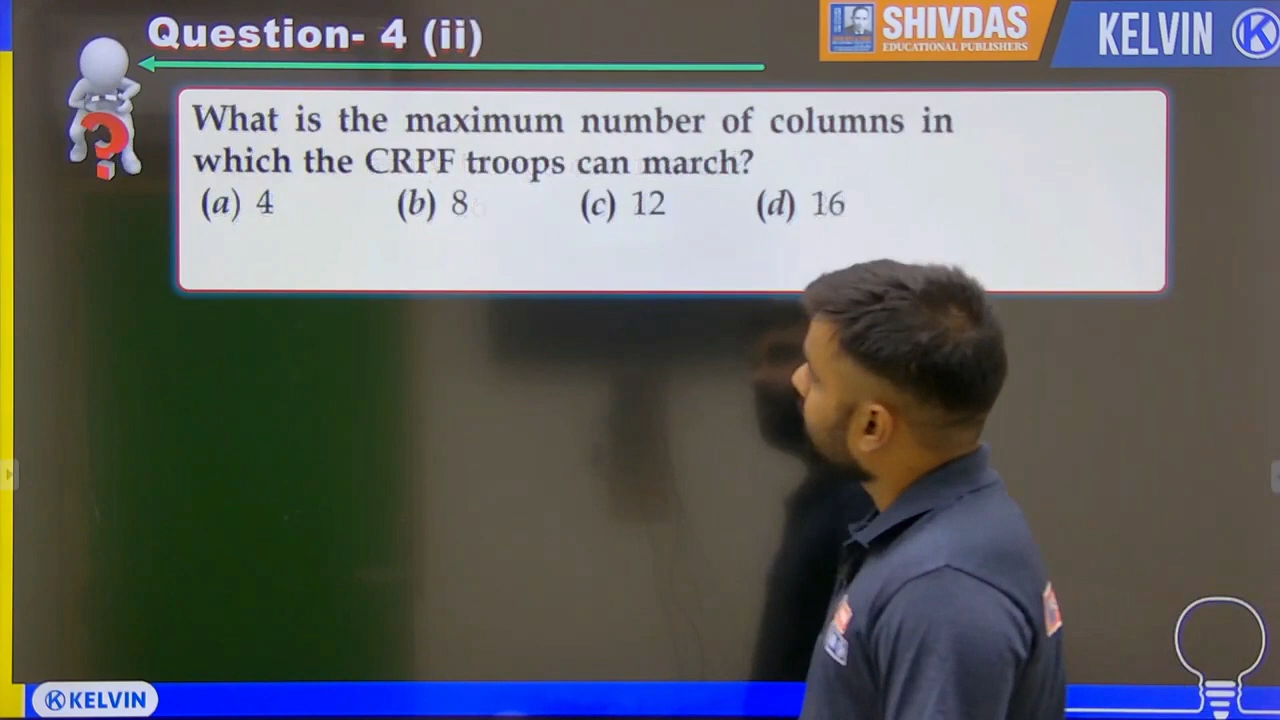 Question- 4 (ii)
SHIVDAS
EDUCATIONAL PUBLISHERS
KELVIN
What is the maximum number of columns in
which the CRPF troops can march?
(a) 4 (b) 8 (c) 12 (d) 16
KELVIN